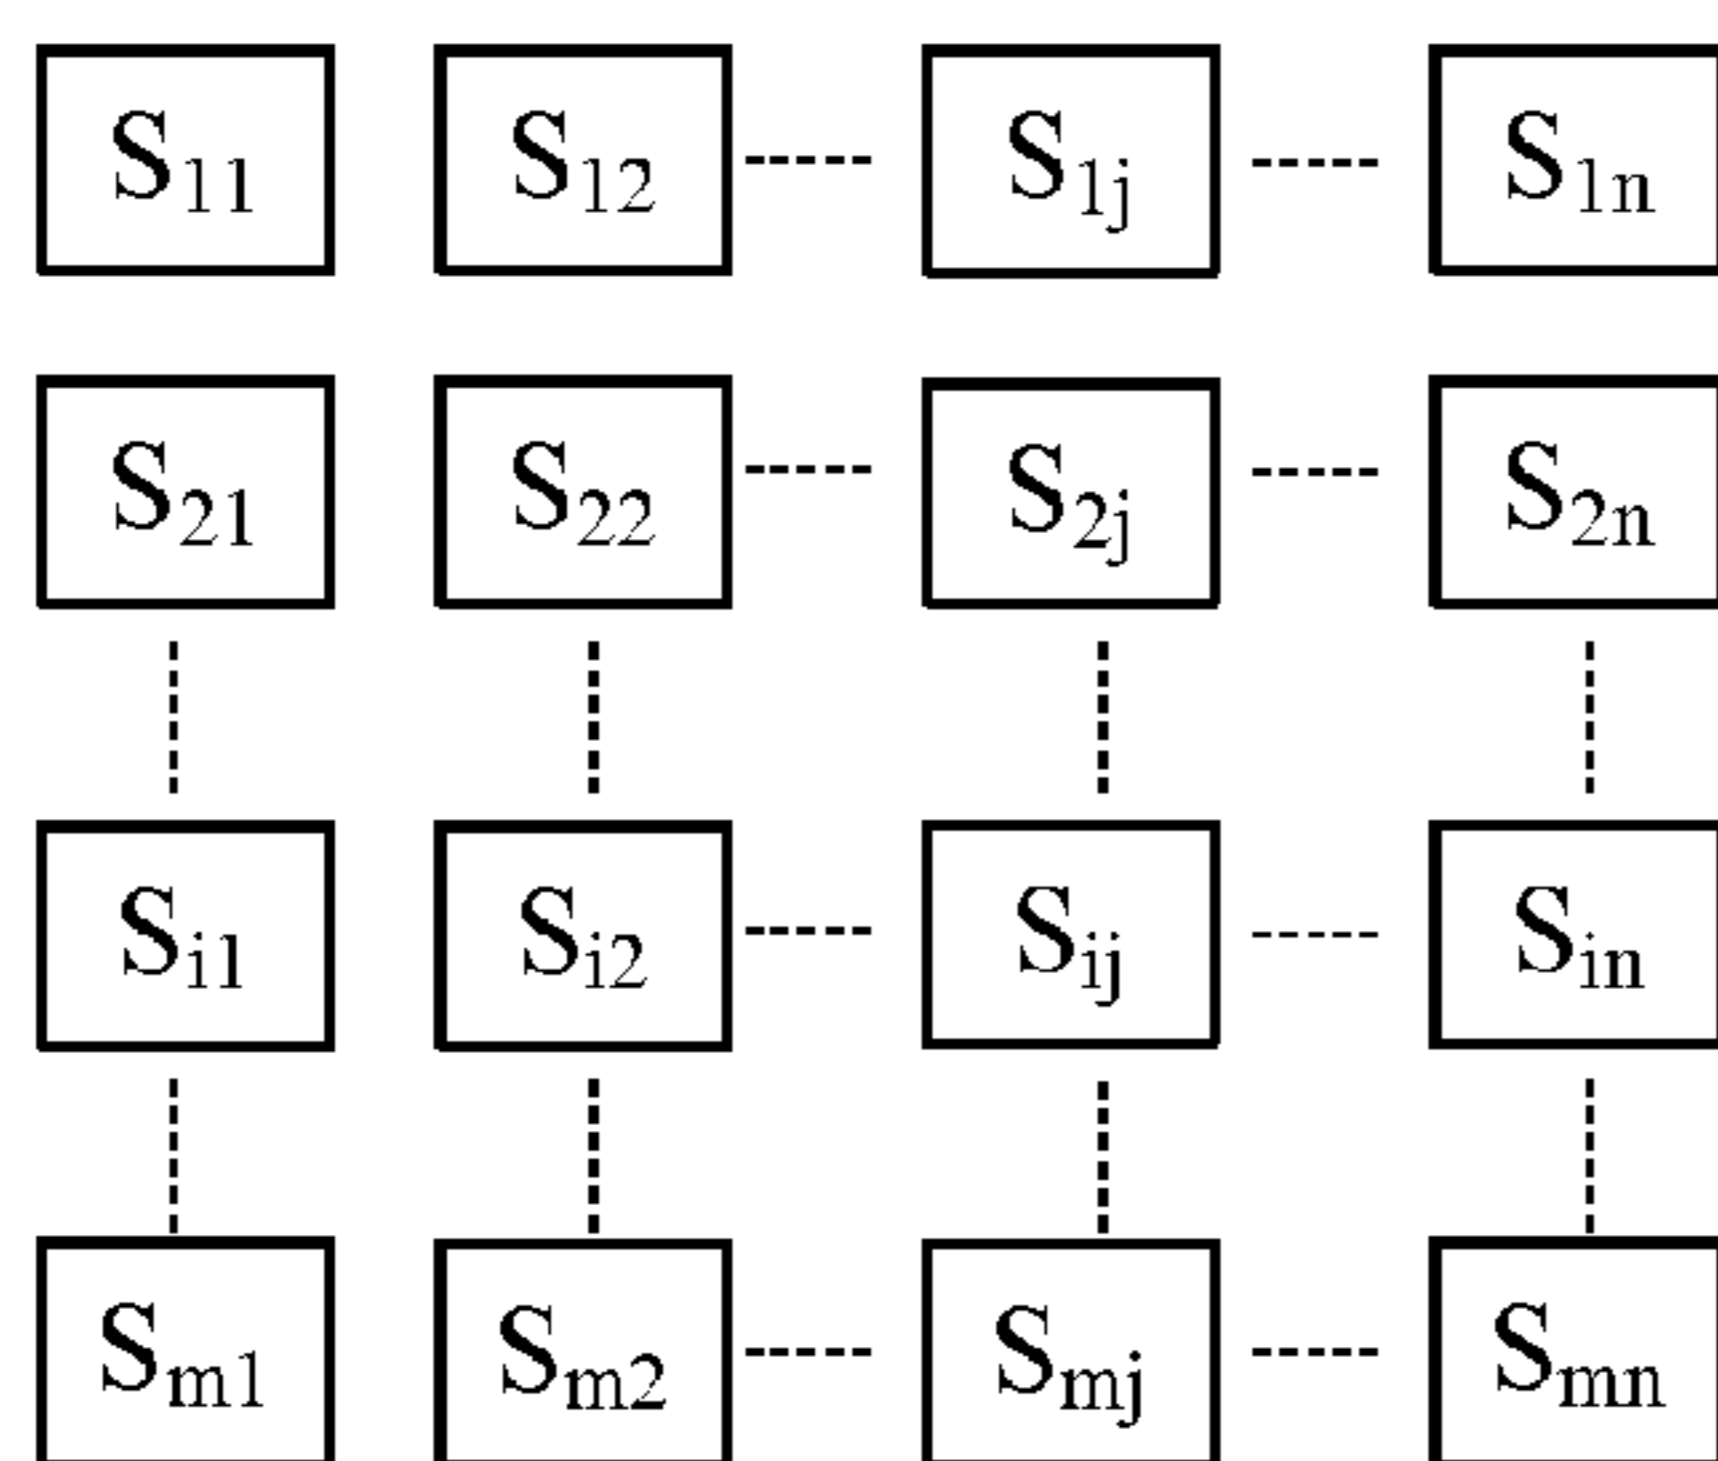 S11 S12 ----- S1j ----- S1n
S21 S22 ----- S2j ----- S2n
Si1 Si2 ----- Sij ----- Sin
Sm1 Sm2 ----- Smj ----- Smn